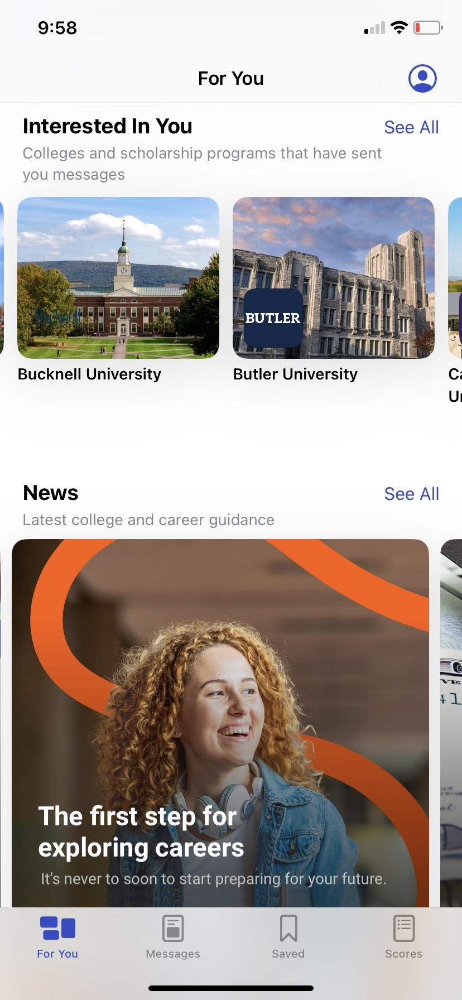 9:58
For You
Interested In You
See All
Colleges and scholarship programs that have sent
you messages
Bucknell
BUTLER
Bucknell University
Butler University
News
See All
Latest college and career guidance
The first step for
exploring careers
It's never to soon to start preparing for your future.
For You
Messages
Saved
Scores